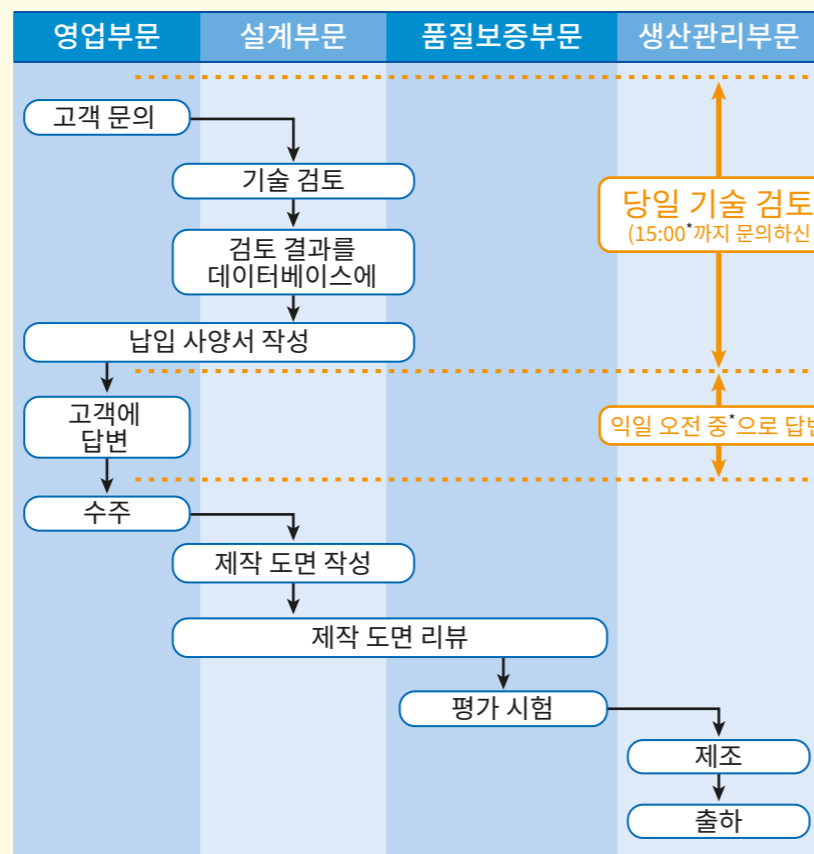 영업부문 설계부문 품질보증부문 생산관리부문
고객 문의
기술 검토
당일 기술 검토
(15:00*까지 문의하신
검토 결과를
데이터베이스에
납입 사양서 작성
고객에
답변
익일 오전 중*으로 답변
수주
제작 도면 작성
제작 도면 리뷰
평가 시험
제조
출하